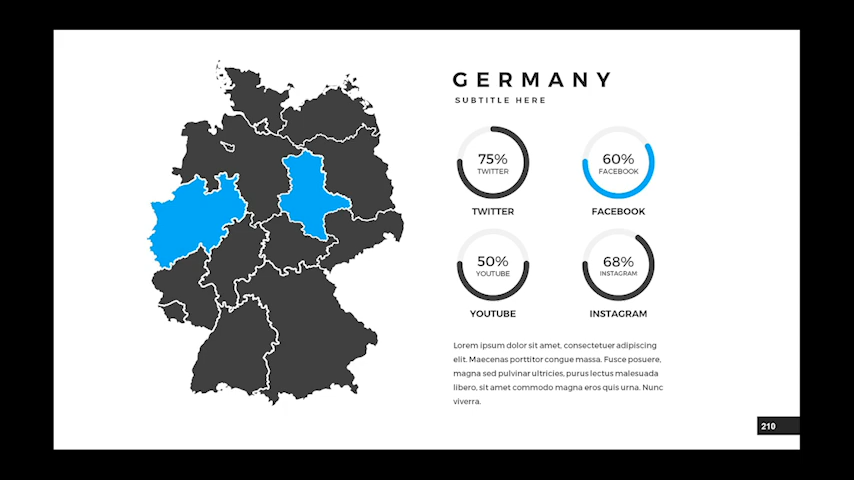 GERMANY
SUBTITLE HERE
75%
TWITTER
TWITTER
60%
FACEBOOK
FACEBOOK
50%
YOUTUBE
YOUTUBE
68%
INSTAGRAM
INSTAGRAM
Lorem ipsum dolor sit amet, consectetuer adipiscing
elit. Maecenas porttitor congue massa. Fusce posuere,
magna sed pulvinar ultricies, purus lectus malesuada
libero, sit amet commodo magna eros quis urna. Nunc
viverra.
210